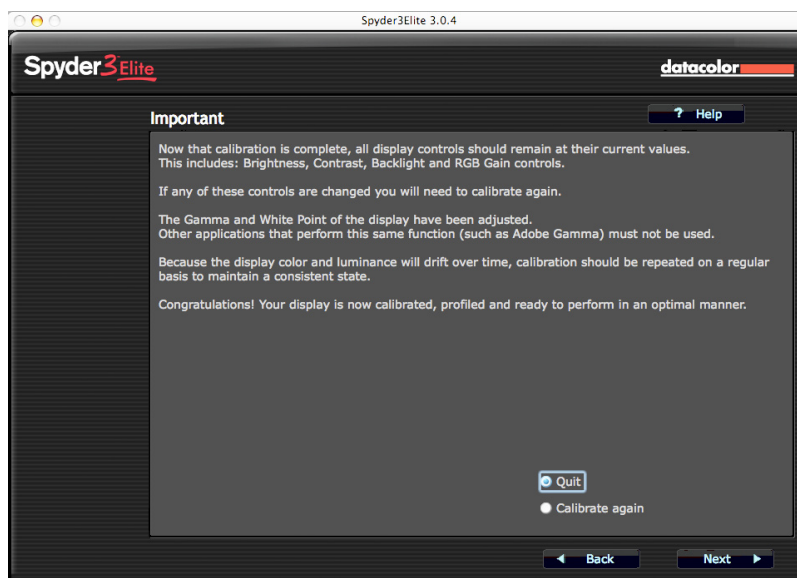 Spyder3Elite 3.0.4
Spyder3Elite
datacolor
Important
? Help
Now that calibration is complete, all display controls should remain at their current values.
This includes: Brightness, Contrast, Backlight and RGB Gain controls.
If any of these controls are changed you will need to calibrate again.
The Gamma and White Point of the display have been adjusted.
Other applications that perform this same function (such as Adobe Gamma) must not be used.
Because the display color and luminance will drift over time, calibration should be repeated on a regular
basis to maintain a consistent state.
Congratulations! Your display is now calibrated, profiled and ready to perform in an optimal manner.
Quit
Calibrate again
Back
Next